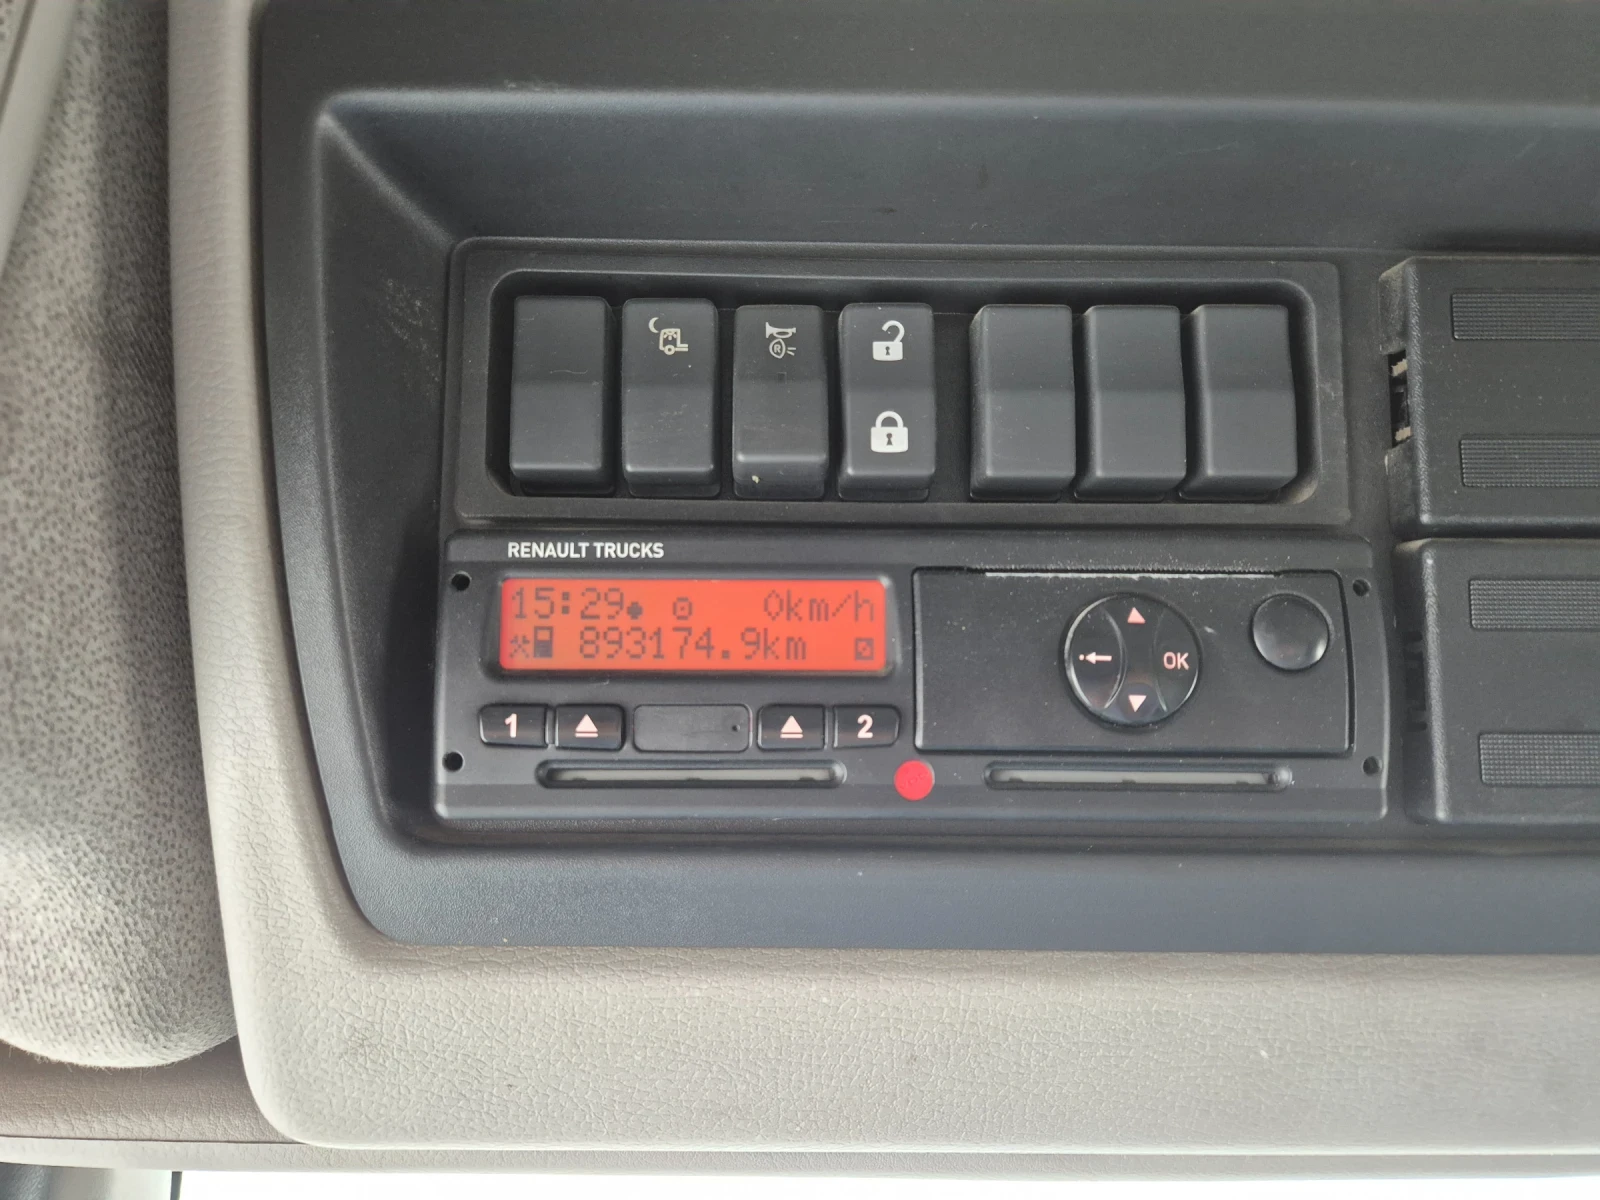 R
RENAULT TRUCKS
15:29 0km/h
893174.9km
1 2
OK